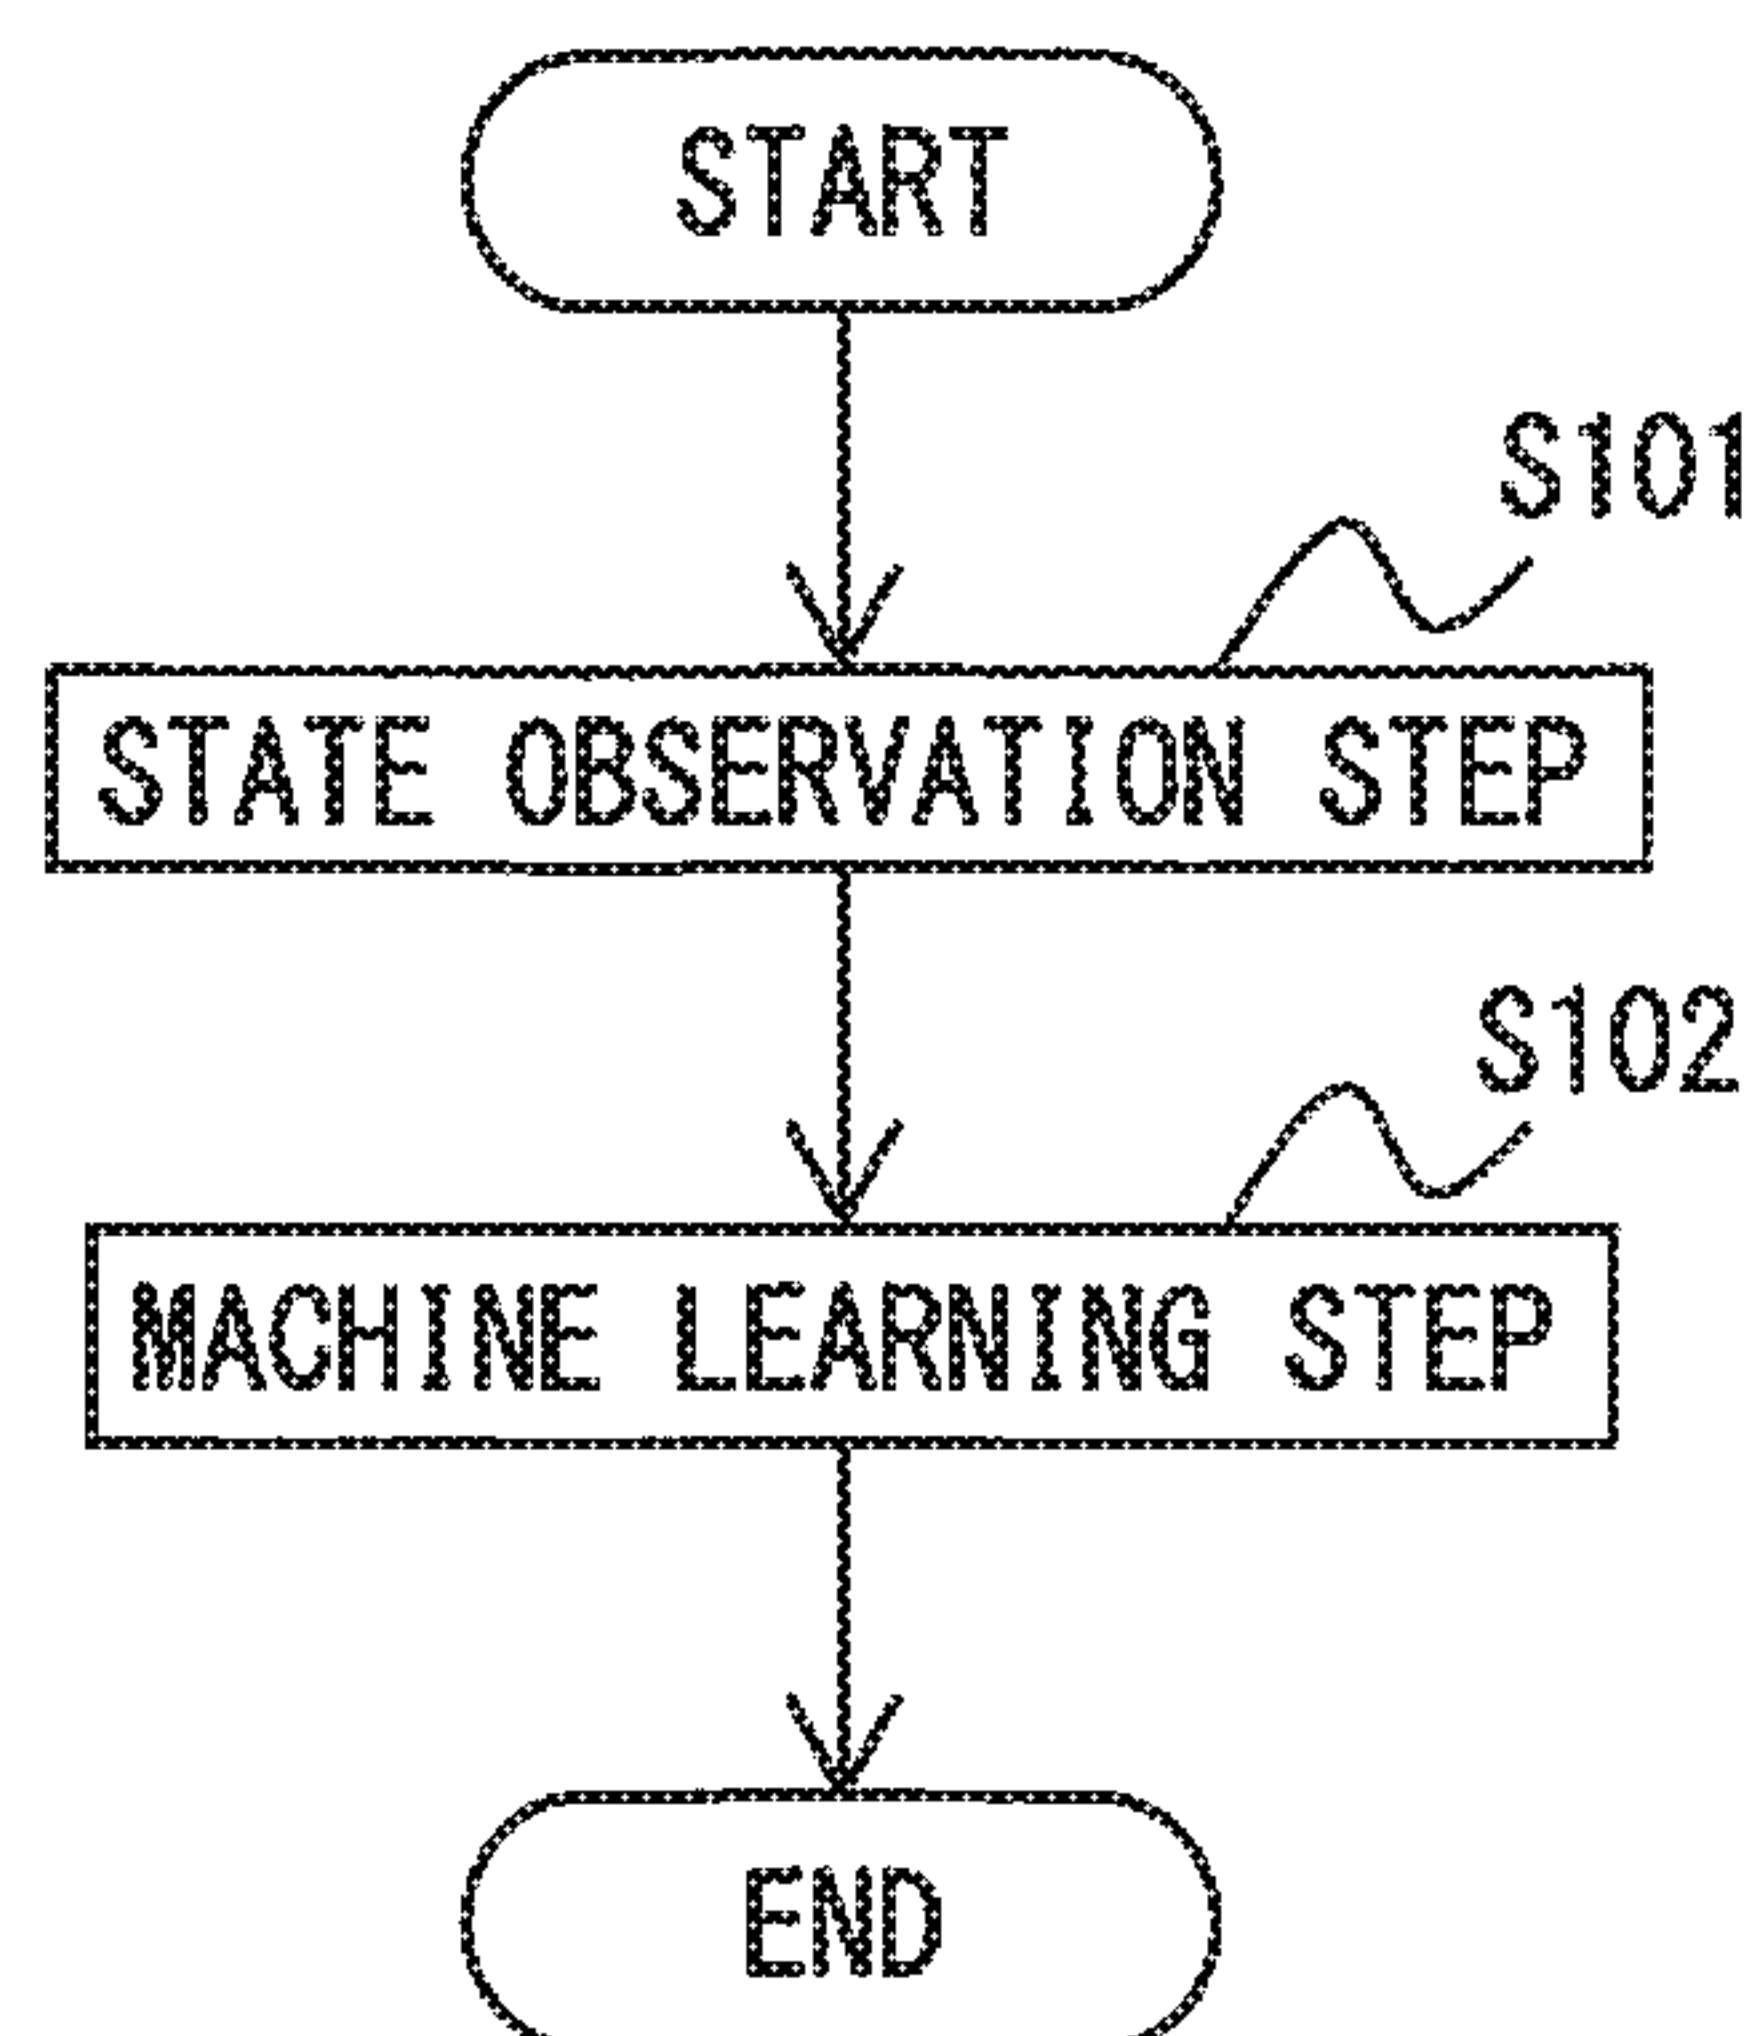 START
S101
STATE OBSERVATION STEP
S102
MACHINE LEARNING STEP
END